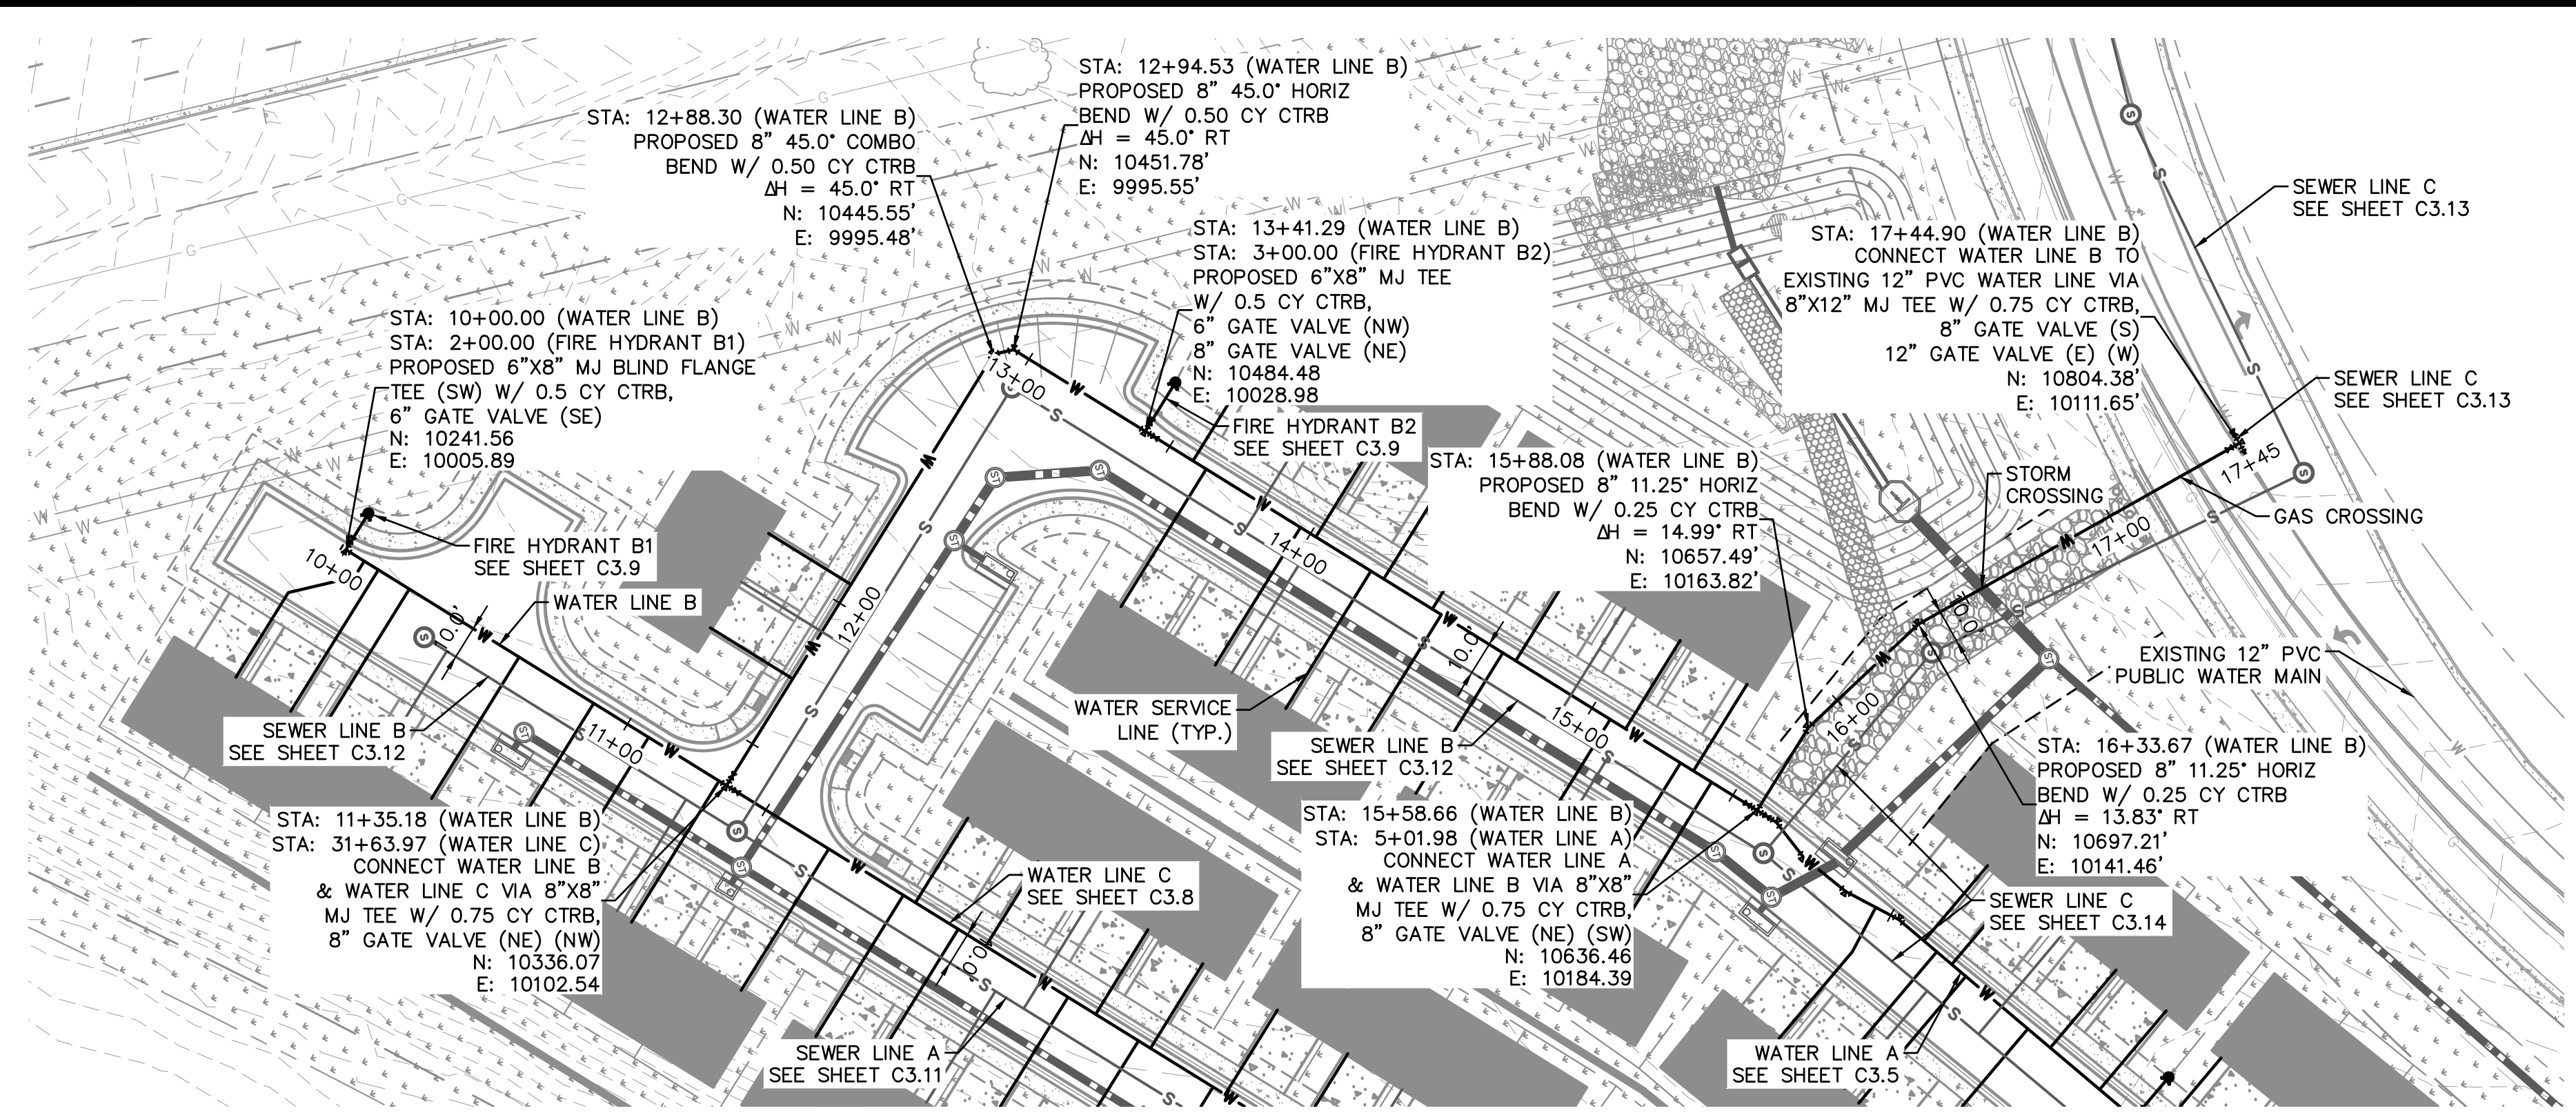 STA: 12+94.53 (WATER LINE B)
PROPOSED 8" 45.0° HORIZ
BEND W/ 0.50 CY CTRB
ΔH = 45.0° RT
N: 10451.78'
E: 9995.55'
STA: 12+88.30 (WATER LINE B)
PROPOSED 8" 45.0° COMBO
BEND W/ 0.50 CY CTRB
ΔH = 45.0° RT
N: 10445.55'
E: 9995.48'
STA: 13+41.29 (WATER LINE B)
STA: 3+00.00 (FIRE HYDRANT B2)
PROPOSED 6"X8" MJ TEE
W/ 0.5 CY CTRB,
6" GATE VALVE (NW)
8" GATE VALVE (NE)
N: 10484.48
E: 10028.98
SEWER LINE C
SEE SHEET C3.13
STA: 17+44.90 (WATER LINE B)
CONNECT WATER LINE B TO
EXISTING 12" PVC WATER LINE VIA
8"X12" MJ TEE W/ 0.75 CY CTRB,
8" GATE VALVE (S)
12" GATE VALVE (E) (W)
N: 10804.38'
E: 10111.65'
STA: 10+00.00 (WATER LINE B)
STA: 2+00.00 (FIRE HYDRANT B1)
PROPOSED 6"X8" MJ BLIND FLANGE
TEE (SW) W/ 0.5 CY CTRB,
6" GATE VALVE (SE)
N: 10241.56
E: 10005.89
SEWER LINE C
SEE SHEET C3.13
13+00
FIRE HYDRANT B2
SEE SHEET C3.9
STA: 15+88.08 (WATER LINE B)
PROPOSED 8" 11.25° HORIZ
BEND W/ 0.25 CY CTRB
ΔH = 14.99° RT
N: 10657.49'
E: 10163.82'
17+45
STORM
CROSSING
GAS CROSSING
17+00
FIRE HYDRANT B1
SEE SHEET C3.9
10+00
14+00
WATER LINE B
12+00
10.0'
10.0'
10.0'
EXISTING 12" PVC
PUBLIC WATER MAIN
WATER SERVICE
LINE (TYP.)
SEWER LINE B
SEE SHEET C3.12
11+00
15+00
16+00
SEWER LINE B
SEE SHEET C3.12
STA: 16+33.67 (WATER LINE B)
PROPOSED 8" 11.25° HORIZ
BEND W/ 0.25 CY CTRB
ΔH = 13.83° RT
N: 10697.21'
E: 10141.46'
STA: 11+35.18 (WATER LINE B)
STA: 31+63.97 (WATER LINE C)
CONNECT WATER LINE B
& WATER LINE C VIA 8"X8"
MJ TEE W/ 0.75 CY CTRB,
8" GATE VALVE (NE) (NW)
N: 10336.07
E: 10102.54
STA: 15+58.66 (WATER LINE B)
STA: 5+01.98 (WATER LINE A)
CONNECT WATER LINE A
& WATER LINE B VIA 8"X8"
MJ TEE W/ 0.75 CY CTRB,
8" GATE VALVE (NE) (SW)
N: 10636.46
E: 10184.39
WATER LINE C
SEE SHEET C3.8
SEWER LINE C
SEE SHEET C3.14
10.0'
SEWER LINE A
SEE SHEET C3.11
WATER LINE A
SEE SHEET C3.5